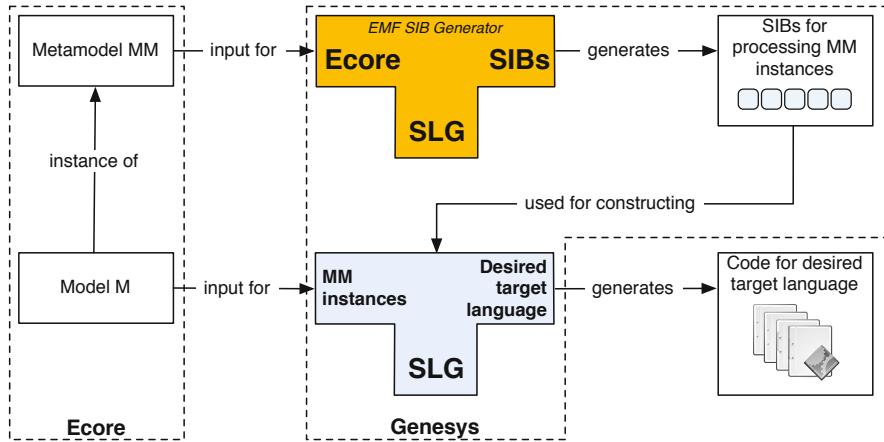 Metamodel MM
input for
EMF SIB Generator
Ecore
SIBs
SLG
generates
SIBs for
processing MM
instances
instance of
used for constructing
Model M
input for
MM
instances
Desired
target
language
SLG
generates
Code for desired
target language
Ecore
Genesys